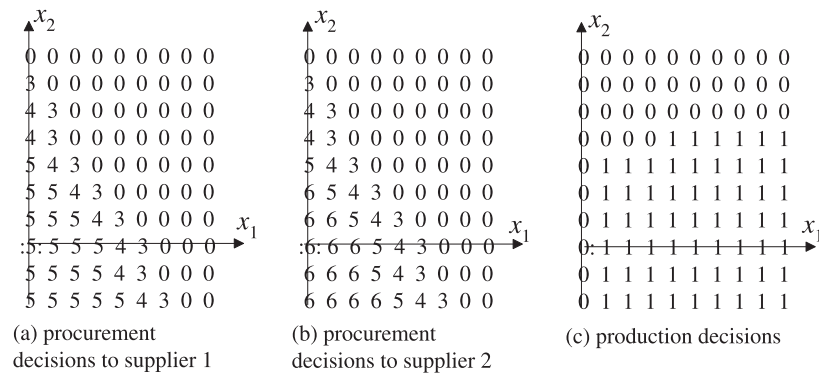 x2
0 0 0 0 0 0 0 0 0
3 0 0 0 0 0 0 0 0
4 3 0 0 0 0 0 0 0
4 3 0 0 0 0 0 0 0
5 4 3 0 0 0 0 0 0
5 5 4 3 0 0 0 0 0
5 5 5 4 3 0 0 0 0
x1
:5:5 5 5 4 3 0 0 0
5 5 5 5 4 3 0 0 0
5 5 5 5 5 4 3 0 0
(a) procurement
decisions to supplier 1
x2
0 0 0 0 0 0 0 0 0
3 0 0 0 0 0 0 0 0
4 3 0 0 0 0 0 0 0
4 3 0 0 0 0 0 0 0
5 4 3 0 0 0 0 0 0
6 5 4 3 0 0 0 0 0
6 6 5 4 3 0 0 0 0
x1
:6:6 6 5 4 3 0 0 0
6 6 6 5 4 3 0 0 0
6 6 6 6 5 4 3 0 0
(b) procurement
decisions to supplier 2
x2
0 0 0 0 0 0 0 0 0 0
0 0 0 0 0 0 0 0 0 0
0 0 0 0 0 0 0 0 0 0
0 0 0 0 1 1 1 1 1 1
0 1 1 1 1 1 1 1 1 1
0 1 1 1 1 1 1 1 1 1
0 1 1 1 1 1 1 1 1 1
x1
0:1 1 1 1 1 1 1 1 1
0 1 1 1 1 1 1 1 1 1
0 1 1 1 1 1 1 1 1 1
(c) production decisions